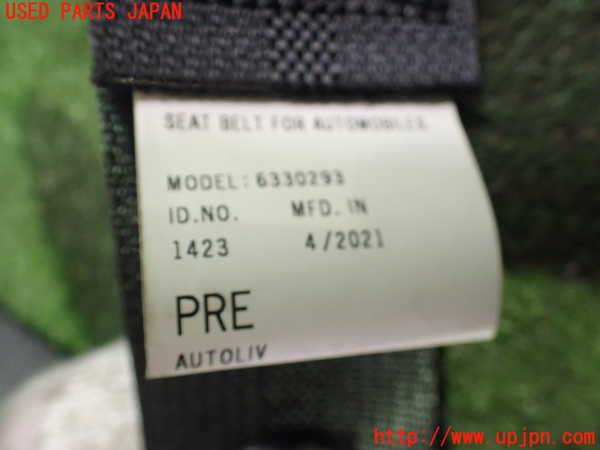 USED PARTS JAPAN
SEAT BELT FOR AUTOMOBILES
MODEL:6330293
ID.NO. MFD. IN
1423 4/2021
PRE
AUTOLIV
http://www.upjpn.com/